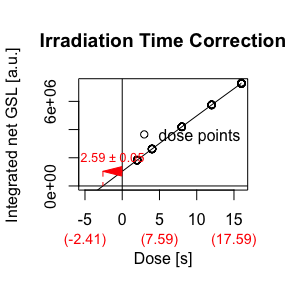 Irradiation Time Correction
Integrated net GSL [a.u.]
6e+06
0e+00
dose points
2.59 ± 0.05
-5 0 5 10 15
(-2.41) (7.59) (17.59)
Dose [s]